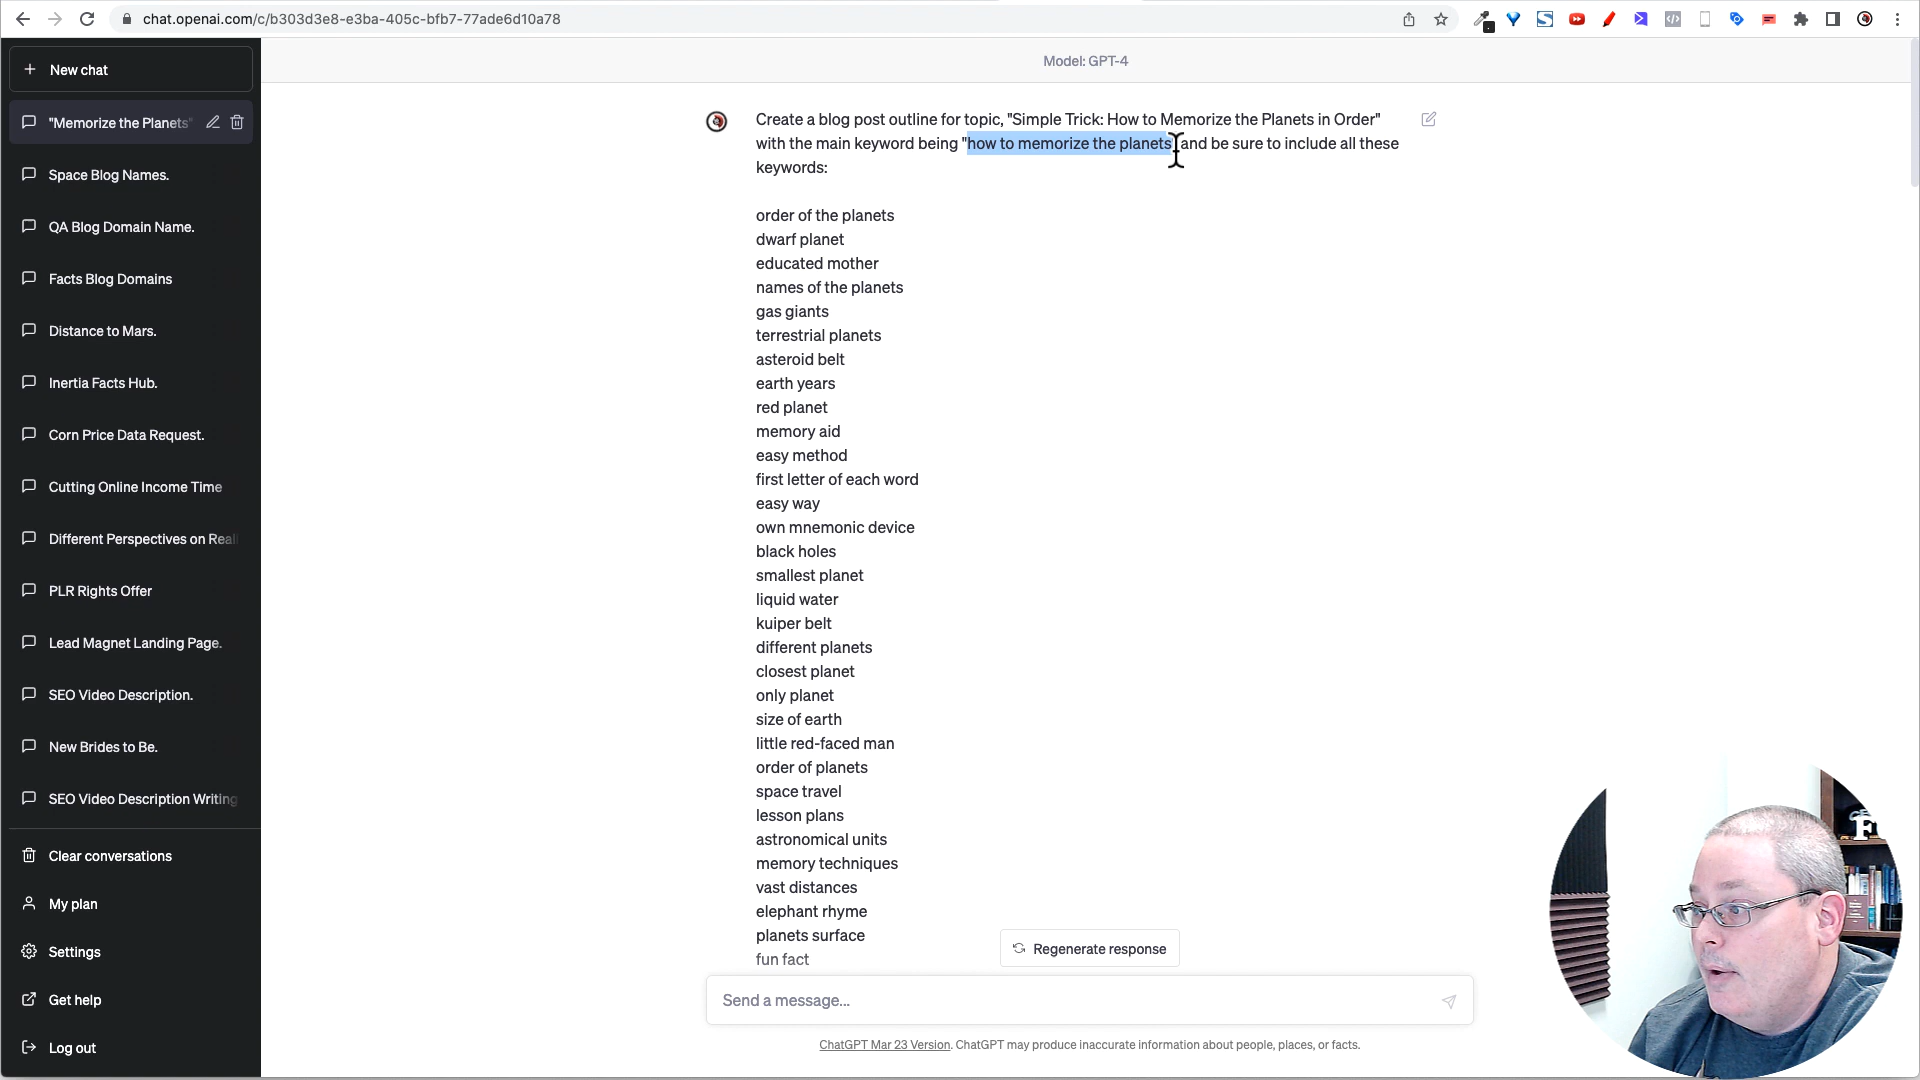 chat.openai.com/c/b303d3e8-e3ba-405c-bfb7-77ade6d10a78
New chat
"Memorize the Planets"
Space Blog Names.
QA Blog Domain Name.
Facts Blog Domains
Distance to Mars.
Inertia Facts Hub.
Corn Price Data Request.
Cutting Online Income Time
Different Perspectives on Reali
PLR Rights Offer
Lead Magnet Landing Page.
SEO Video Description.
New Brides to Be.
SEO Video Description Writing
Clear conversations
My plan
Settings
Get help
Log out
Model: GPT-4
Create a blog post outline for topic, "Simple Trick: How to Memorize the Planets in Order"
with the main keyword being "how to memorize the planets" and be sure to include all these
keywords:
order of the planets
dwarf planet
educated mother
names of the planets
gas giants
terrestrial planets
asteroid belt
earth years
red planet
memory aid
easy method
first letter of each word
easy way
own mnemonic device
black holes
smallest planet
liquid water
kuiper belt
different planets
closest planet
only planet
size of earth
little red-faced man
order of planets
space travel
lesson plans
astronomical units
memory techniques
vast distances
elephant rhyme
planets surface
fun fact
Regenerate response
Send a message...
ChatGPT Mar 23 Version. ChatGPT may produce inaccurate information about people, places, or facts.